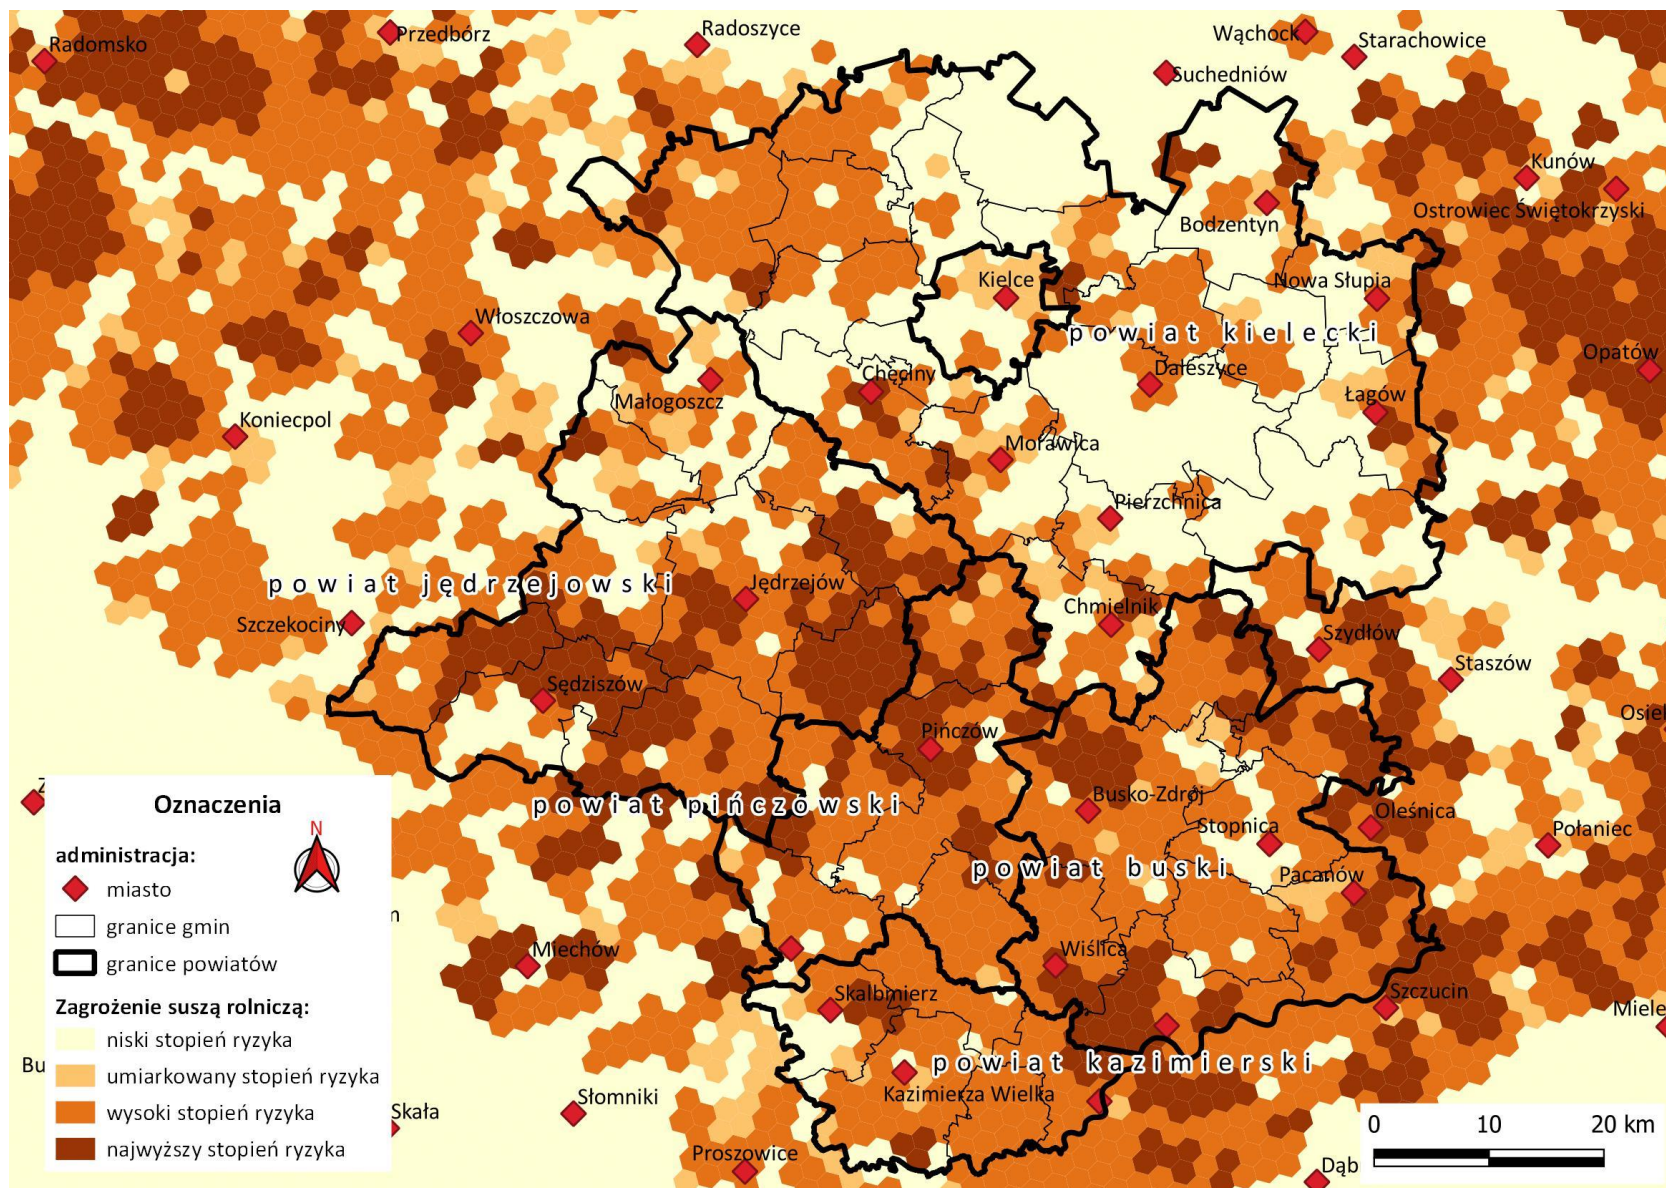 Radomsko
Przedbórz
Radoszyce
Wąchock
Starachowice
Suchedniów
Kunów
Bodzentyn
Ostrowiec Świętokrzyski
Kielce
Nowa Słupia
Włoszczowa
powiat kielecki
Opatów
Chęciny
Daleszyce
Małogoszcz
Łagów
Koniecpol
Morawica
Pierzchnica
powiat jędrzejowski
Jędrzejów
Chmielnik
Szczekociny
Szydłów
Staszów
Sędziszów
Pińczów
Osiek
Busko-Zdrój
powiat pińczowski
Oleśnica
Stopnica
Połaniec
powiat buski
Pacanów
Miechów
Wiślica
Skalbmierz
Szczucin
Miele
Bu
powiat kazimierski
Kazimierza Wielka
Słomniki
Skała
Proszowice
Dąb
Oznaczenia
N
administracja:
miasto
granice gmin
granice powiatów
Zagrożenie suszą rolniczą:
niski stopień ryzyka
umiarkowany stopień ryzyka
wysoki stopień ryzyka
najwyższy stopień ryzyka
0 10 20 km